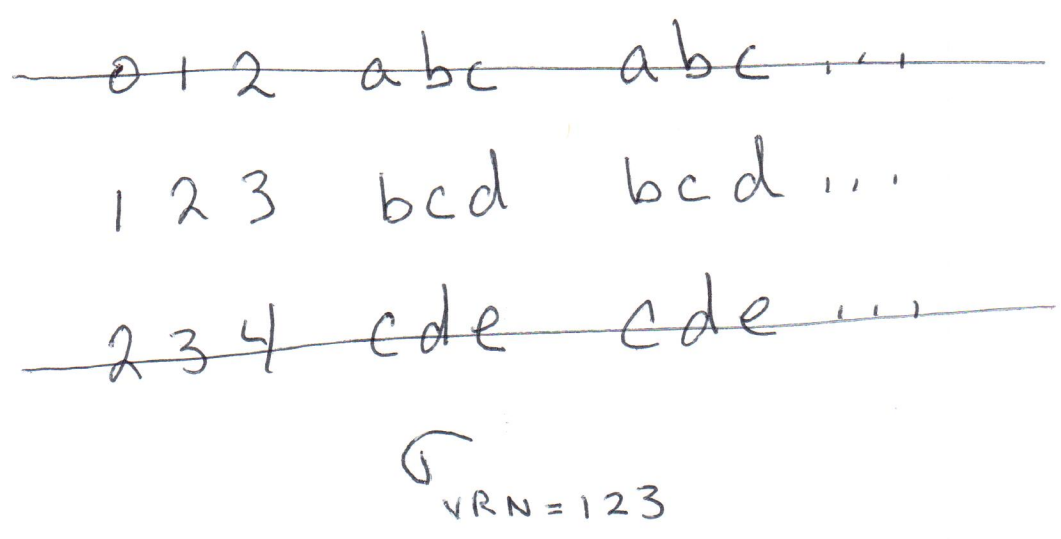 0 1 2 abc abc ...
1 2 3 bcd bcd ...
2 3 4 cde cde ...
σ VRN = 123